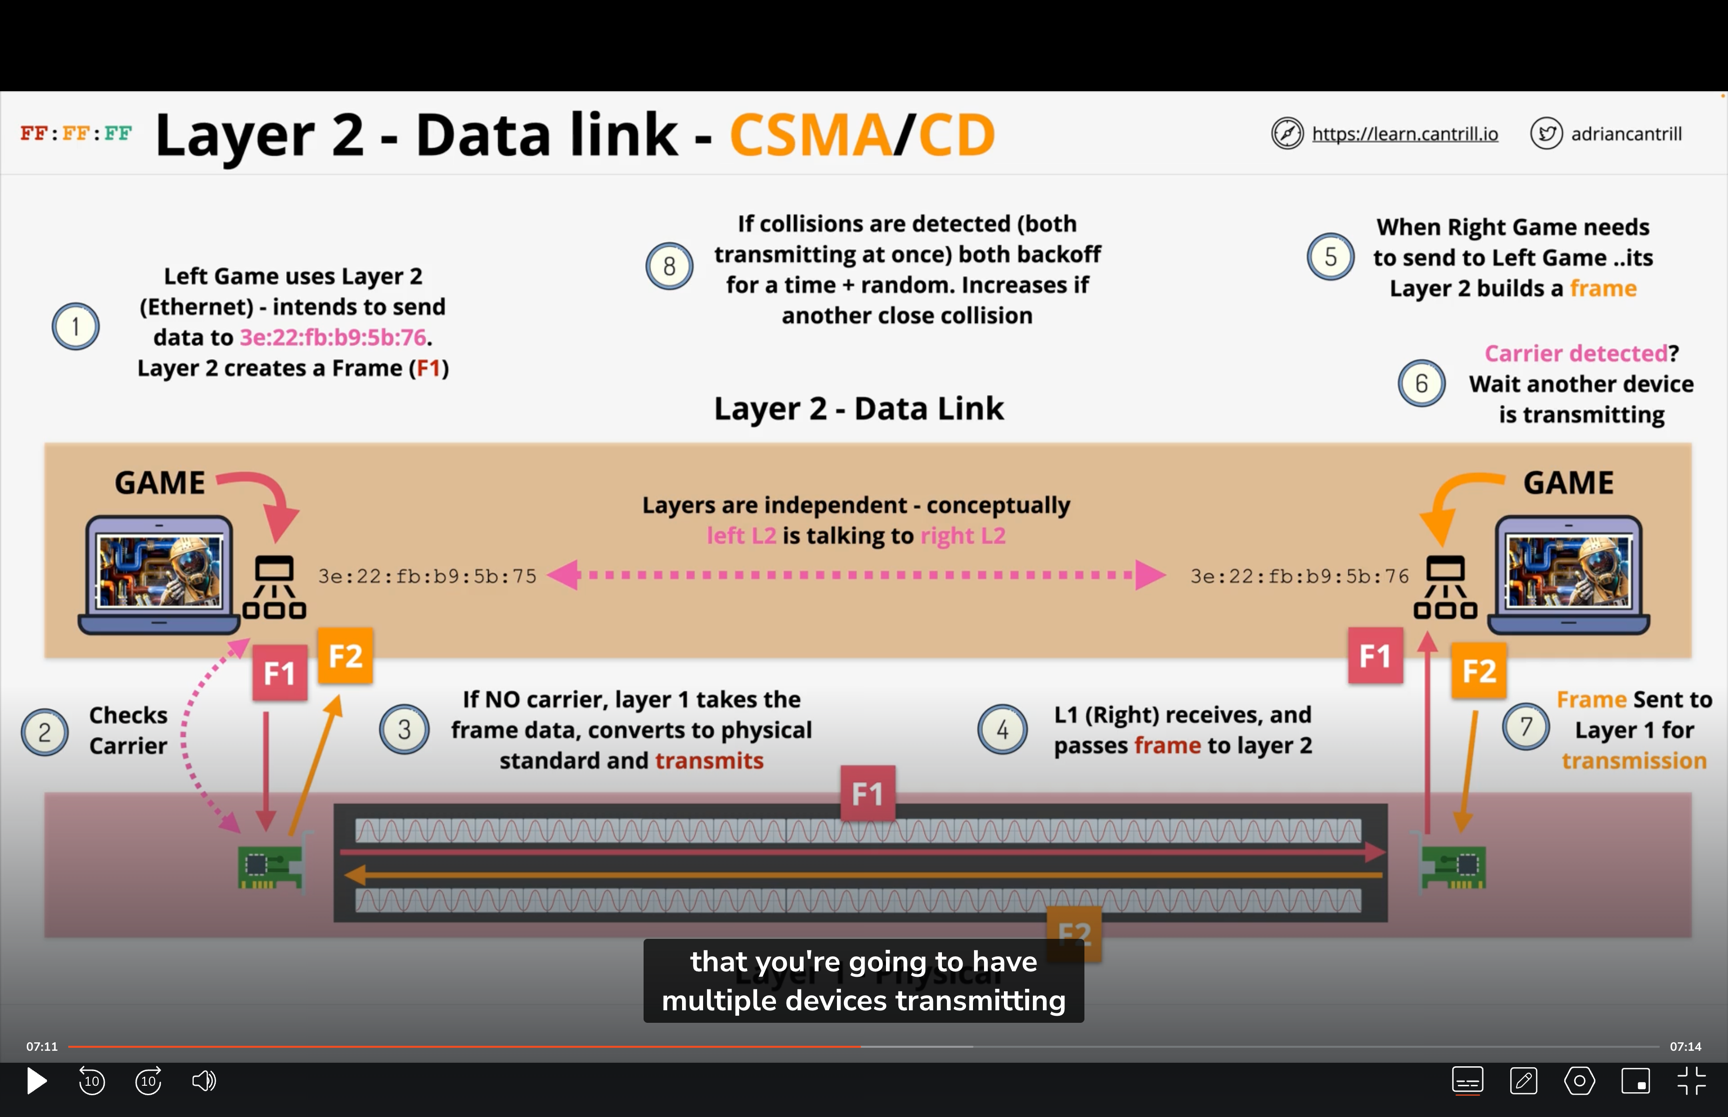 FF:FF:FF
Layer 2 - Data link - CSMA/CD
https://learn.cantrill.io
adriancantrill
1
Left Game uses Layer 2
(Ethernet) - intends to send
data to 3e:22:fb:b9:5b:76.
Layer 2 creates a Frame (F1)
8
If collisions are detected (both
transmitting at once) both backoff
for a time + random. Increases if
another close collision
5
When Right Game needs
to send to Left Game ..its
Layer 2 builds a frame
6
Carrier detected?
Wait another device
is transmitting
Layer 2 - Data Link
GAME
Layers are independent - conceptually
left L2 is talking to right L2
GAME
3e:22:fb:b9:5b:75
3e:22:fb:b9:5b:76
F1
F2
F1
F2
2
Checks
Carrier
3
If NO carrier, layer 1 takes the
frame data, converts to physical
standard and transmits
4
L1 (Right) receives, and
passes frame to layer 2
7
Frame Sent to
Layer 1 for
transmission
F1
F2
Layer 1 - Physical
that you're going to have
multiple devices transmitting
07:11
07:14
10
10